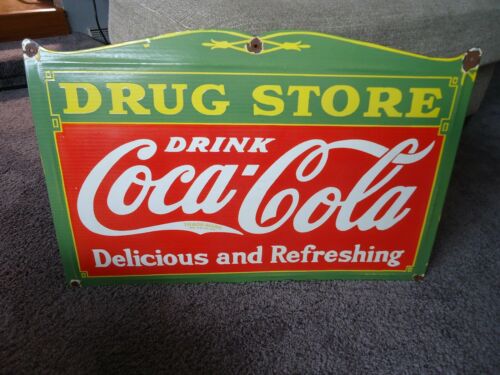 DRUG STORE
DRINK
Coca-Cola
Delicious and Refreshing